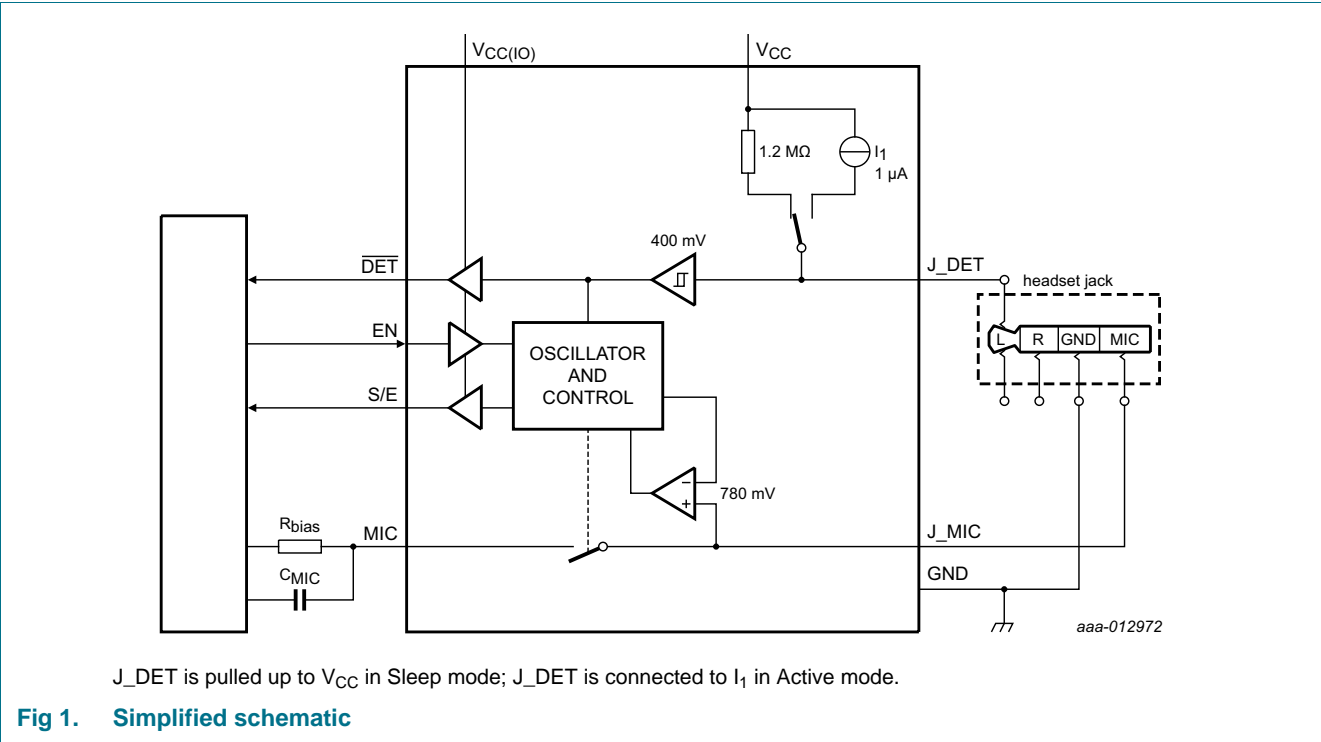 VCC(IO)
VCC
1.2 MΩ
I1
1 μA
400 mV
DET
J_DET
headset jack
EN
L
R
GND
MIC
OSCILLATOR
AND
CONTROL
S/E
780 mV
Rbias
MIC
J_MIC
CMIC
GND
aaa-012972
J_DET is pulled up to VCC in Sleep mode; J_DET is connected to I1 in Active mode.
Fig 1. Simplified schematic